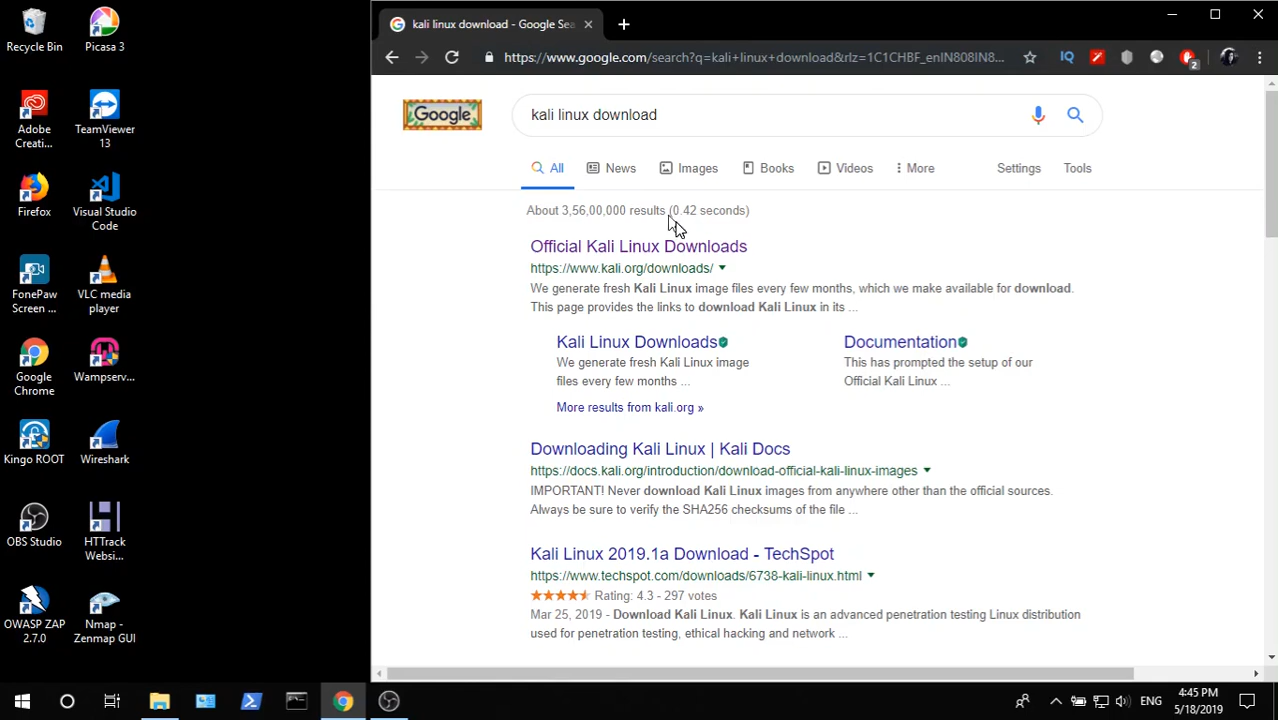 Recycle Bin
Picasa 3
Adobe
Creati...
TeamViewer
13
Firefox
Visual Studio
Code
FonePaw
Screen ...
VLC media
player
Google
Chrome
Wampserv...
Kingo ROOT
Wireshark
OBS Studio
HTTrack
Websi...
OWASP ZAP
2.7.0
Nmap -
Zenmap GUI
kali linux download - Google Sea
https://www.google.com/search?q=kali+linux+download&rlz=1C1CHBF_enIN808IN8...
IQ
2
Google
kali linux download
All
News
Images
Books
Videos
More
Settings
Tools
About 3,56,00,000 results (0.42 seconds)
Official Kali Linux Downloads
https://www.kali.org/downloads/
We generate fresh Kali Linux image files every few months, which we make available for download.
This page provides the links to download Kali Linux in its ...
Kali Linux Downloads
We generate fresh Kali Linux image
files every few months ...
Documentation
This has prompted the setup of our
Official Kali Linux ...
More results from kali.org »
Downloading Kali Linux | Kali Docs
https://docs.kali.org/introduction/download-official-kali-linux-images
IMPORTANT! Never download Kali Linux images from anywhere other than the official sources.
Always be sure to verify the SHA256 checksums of the file ...
Kali Linux 2019.1a Download - TechSpot
https://www.techspot.com/downloads/6738-kali-linux.html
Rating: 4.3 - 297 votes
Mar 25, 2019 - Download Kali Linux. Kali Linux is an advanced penetration testing Linux distribution
used for penetration testing, ethical hacking and network ...
ENG
4:45 PM
5/18/2019